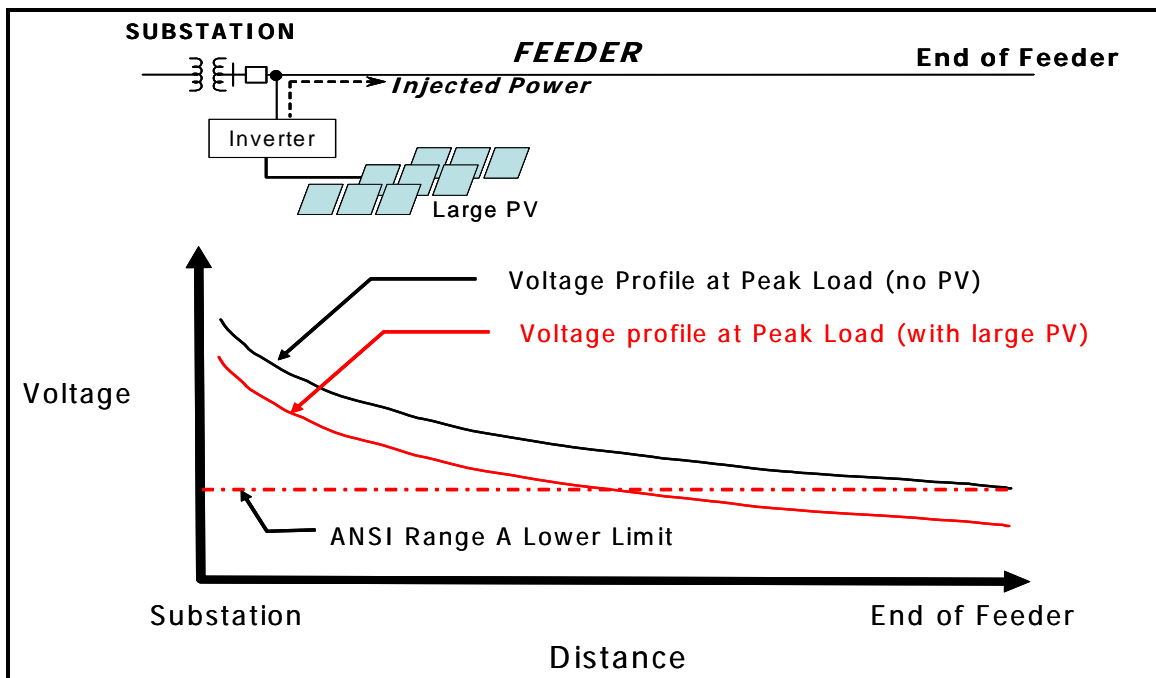 SUBSTATION
FEEDER
End of Feeder
Injected Power
Inverter
Large PV
Voltage Profile at Peak Load (no PV)
Voltage profile at Peak Load (with large PV)
Voltage
ANSI Range A Lower Limit
Substation
End of Feeder
Distance